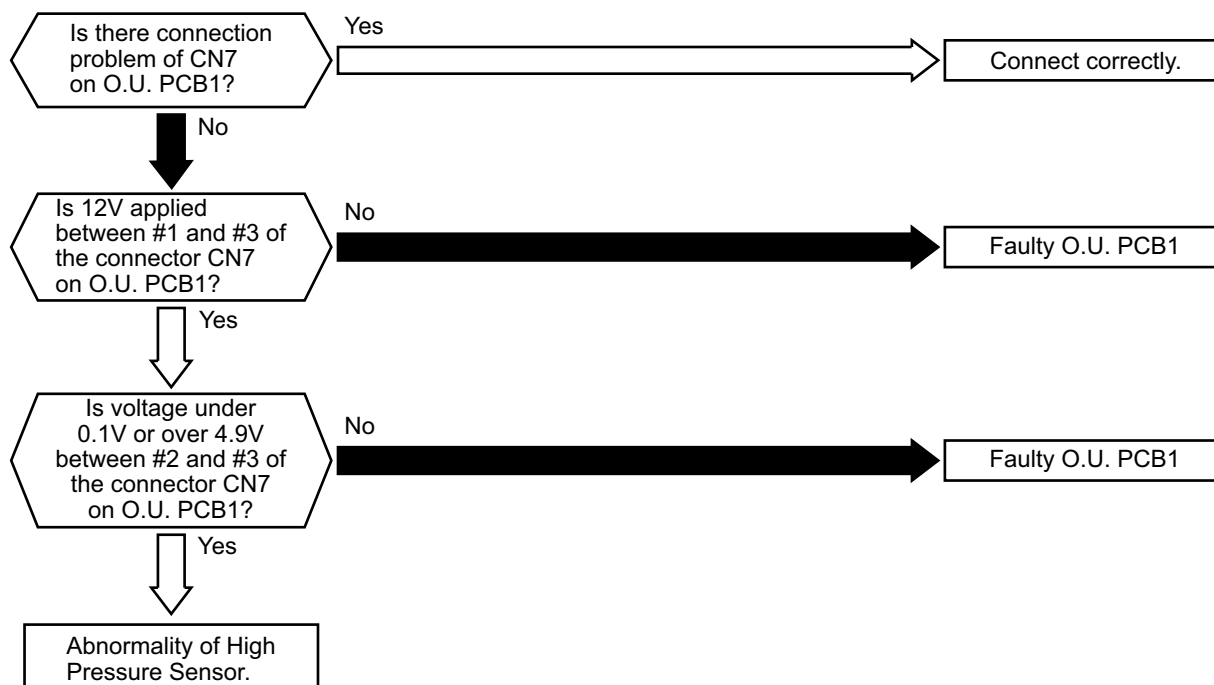 Is there connection
problem of CN7
on O.U. PCB1?
Yes
Connect correctly.
No
Is 12V applied
between #1 and #3 of
the connector CN7
on O.U. PCB1?
No
Faulty O.U. PCB1
Yes
Is voltage under
0.1V or over 4.9V
between #2 and #3 of
the connector CN7
on O.U. PCB1?
No
Faulty O.U. PCB1
Yes
Abnormality of High
Pressure Sensor.